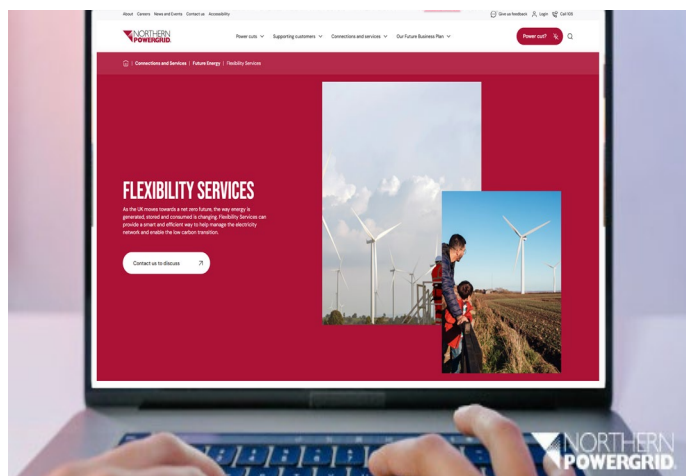 About Careers News and Events Contact us Accessibility
Give us feedback Login Call 105
NORTHERN
POWERGRID
Power cuts Supporting customers Connections and services Our Future Business Plan Power cut?
Connections and Services | Future Energy | Flexibility Services
FLEXIBILITY SERVICES
As the UK moves towards a net zero future, the way energy is
generated, stored and consumed is changing. Flexibility Services can
provide a smart and efficient way to help manage the electricity
network and enable the low carbon transition.
Contact us to discuss
NORTHERN
POWERGRID